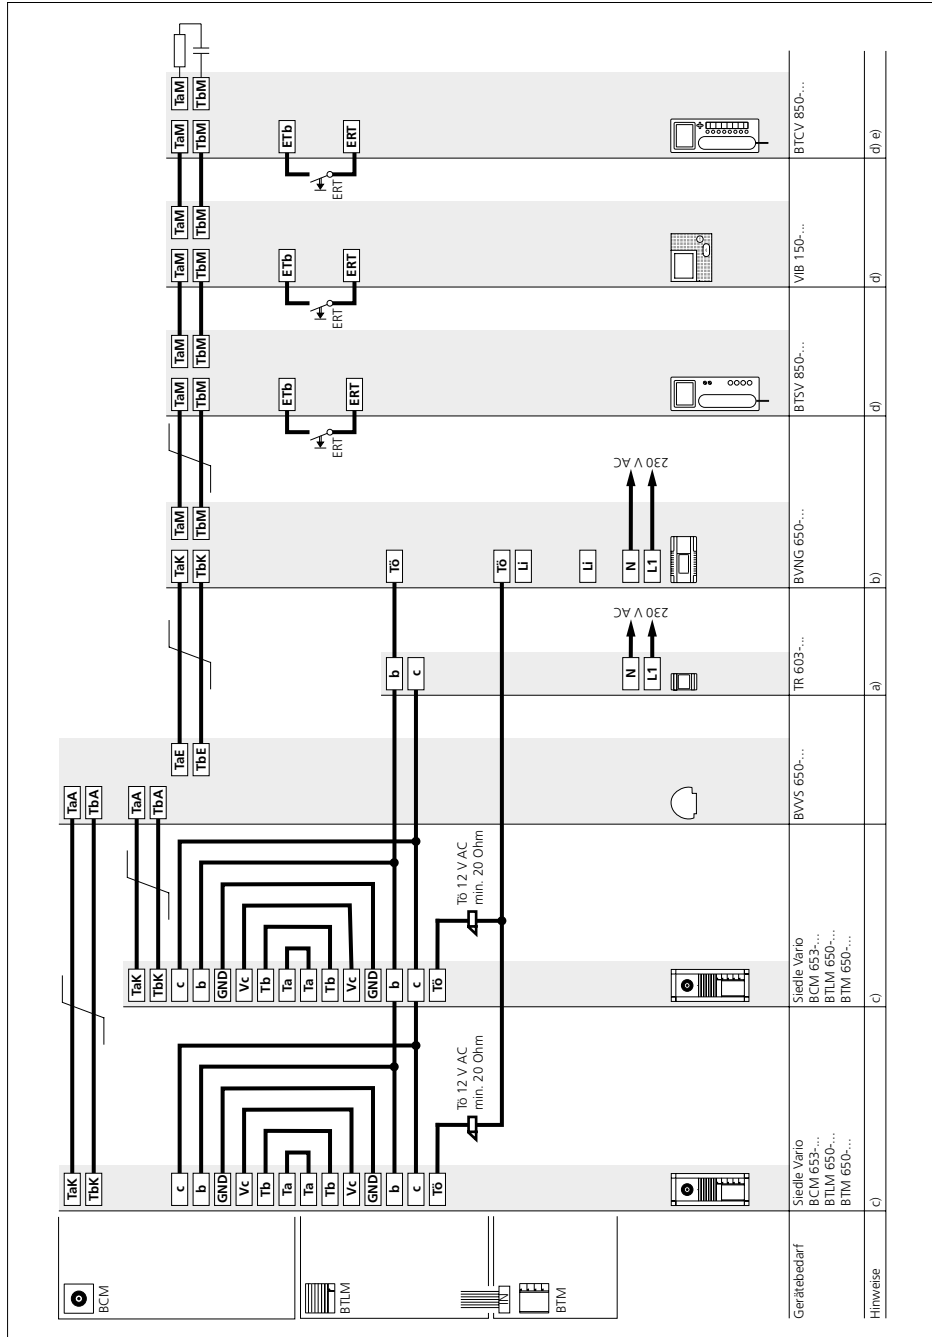 BCM
BTLM
IN
BTM
Gerätebedarf
Hinweise
TaK
TbK
c
b
GND
Vc
Tb
Ta
Ta
Tb
Vc
GND
b
c
Tö
Tö 12 V AC
min. 20 Ohm
Siedle Vario
BCM 653-...
BTLM 650-...
BTM 650-...
c)
TaK
TbK
c
b
GND
Vc
Tb
Ta
Ta
Tb
Vc
GND
b
c
Tö
Tö 12 V AC
min. 20 Ohm
Siedle Vario
BCM 653-...
BTLM 650-...
BTM 650-...
c)
TaA
TbA
TaA
TbA
TaE
TbE
BVVS 650-...
b
c
N
L1
230 V AC
TR 603-...
a)
TaK
TbK
TaM
TbM
Tö
Tö
Li
Li
N
L1
230 V AC
BVNG 650-...
b)
TaM
TbM
TaM
TbM
ETb
ERT
ERT
BTSV 850-...
d)
TaM
TbM
TaM
TbM
ETb
ERT
ERT
VIB 150-...
d)
TaM
TbM
TaM
TbM
ETb
ERT
ERT
BTCV 850-...
d) e)